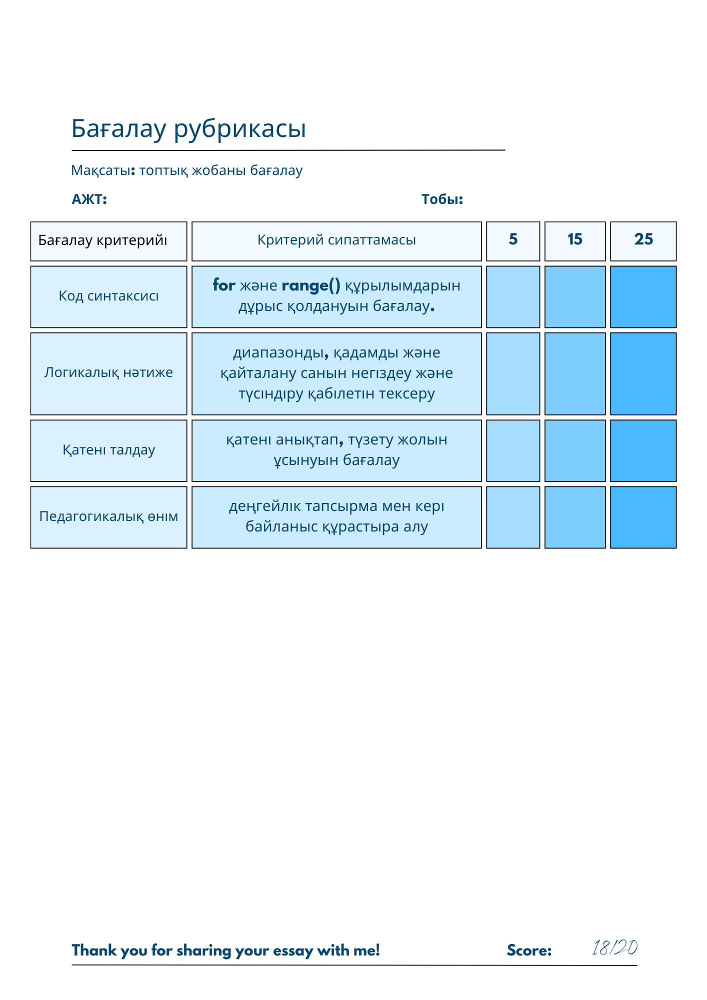 Бағалау рубрикасы
Мақсаты: топтық жобаны бағалау
АЖТ: Тобы:
Бағалау критерийі Критерий сипаттамасы 5 15 25
Код синтаксисі
for және range() құрылымдарын
дұрыс қолдануын бағалау.
Логикалық нәтиже
диапазонды, қадамды және
қайталану санын негіздеу және
түсіндіру қабілетін тексеру
Қатені талдау
қатені анықтап, түзету жолын
ұсынуын бағалау
Педагогикалық өнім
деңгейлік тапсырма мен кері
байланыс құрастыра алу
Thank you for sharing your essay with me! Score: 18/20